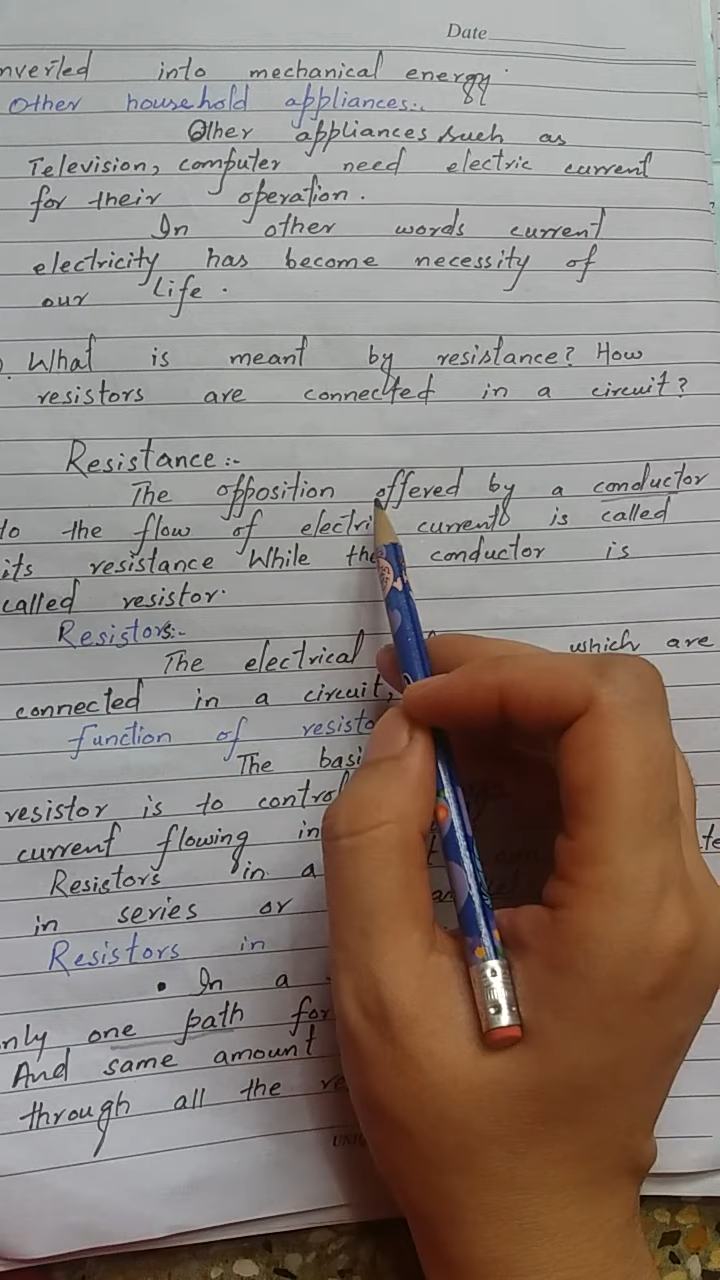 Date
nverled into mechanical energy.
Other household appliances:.
Other appliances such as
Television, computer need electric current
for their operation.
In other words current
electricity has become necessity of
our Life.
What is meant by resistance? How
resistors are connected in a circuit?
Resistance:-
The opposition offered by a conductor
to the flow of electri current is called
its resistance While the conductor is
called resistor.
Resistors:-
The electrical which are
connected in a circuit,
function of resisto
The basi
resistor is to control
current flowing in
Resistors in a
in series or
Resistors in
• In a
nly one path for
And same amount
through all the re